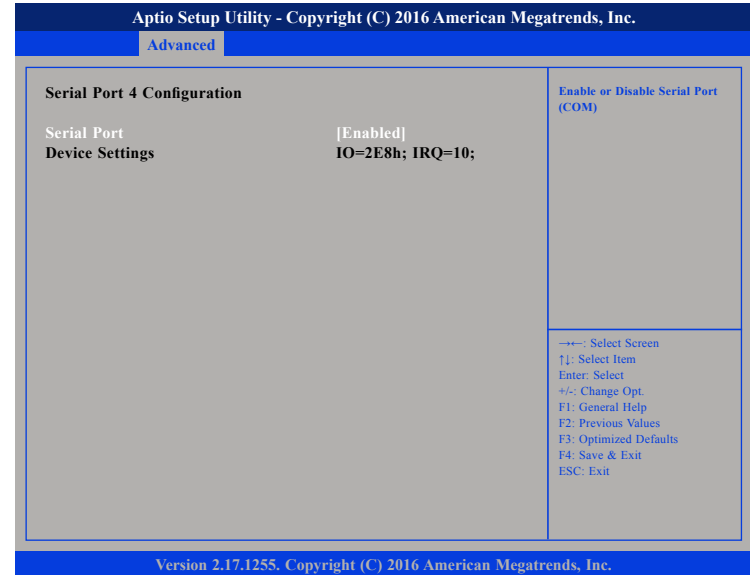 Aptio Setup Utility - Copyright (C) 2016 American Megatrends, Inc.
Advanced
Serial Port 4 Configuration
Serial Port [Enabled]
Device Settings IO=2E8h; IRQ=10;
Enable or Disable Serial Port
(COM)
→←: Select Screen
↑↓: Select Item
Enter: Select
+/-: Change Opt.
F1: General Help
F2: Previous Values
F3: Optimized Defaults
F4: Save & Exit
ESC: Exit
Version 2.17.1255. Copyright (C) 2016 American Megatrends, Inc.